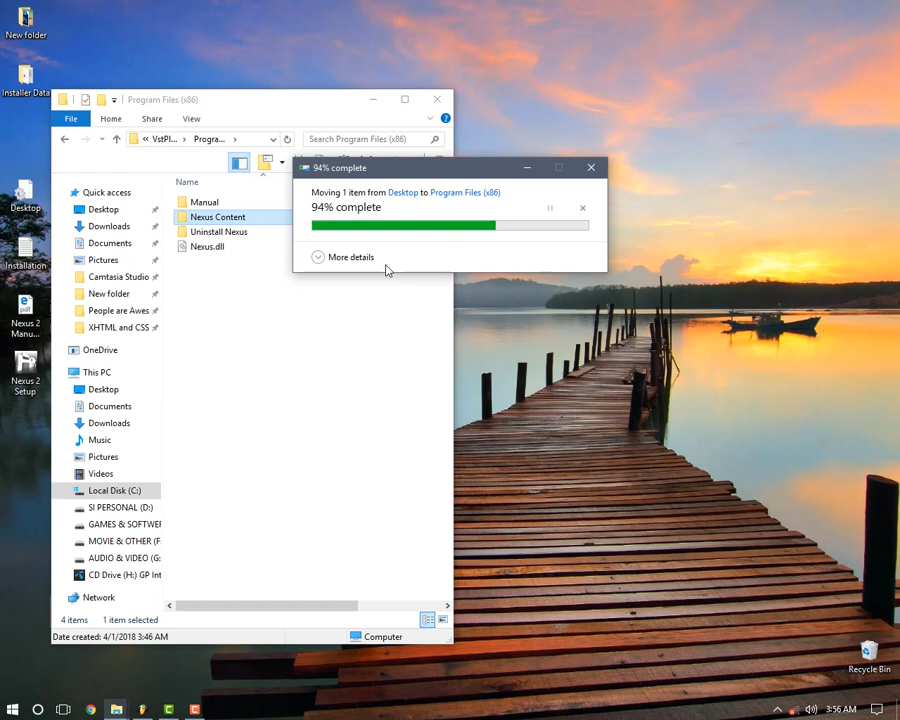 New folder
Installer Data
Desktop
Installation
Nexus 2
Manu...
Nexus 2
Setup
Program Files (x86)
File
Home
Share
View
VstPl...
Progra...
Search Program Files (x86)
Quick access
Desktop
Downloads
Documents
Pictures
Camtasia Studio
New folder
People are Awes
XHTML and CSS
OneDrive
This PC
Desktop
Documents
Downloads
Music
Pictures
Videos
Local Disk (C:)
SI PERSONAL (D:)
GAMES & SOFTWER
MOVIE & OTHER (F:
AUDIO & VIDEO (G:
CD Drive (H:) GP Int
Network
Name
Manual
Nexus Content
Uninstall Nexus
Nexus.dll
4 items
1 item selected
Date created: 4/1/2018 3:46 AM
Computer
94% complete
Moving 1 item from Desktop to Program Files (x86)
94% complete
More details
Recycle Bin
3:56 AM